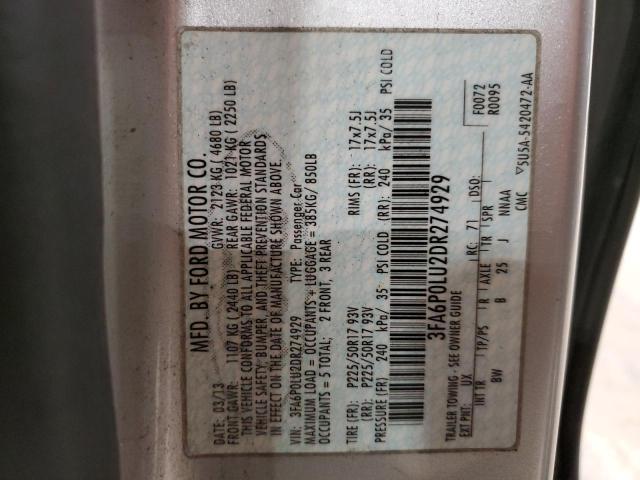 MFD. BY FORD MOTOR CO.
DATE: 03/13 GVWR: 2123 KG ( 4680 LB)
FRONT GAWR: 1107 KG ( 2440 LB) REAR GAWR: 1021 KG ( 2250 LB)
THIS VEHICLE CONFORMS TO ALL APPLICABLE FEDERAL MOTOR
VEHICLE SAFETY, BUMPER, AND THEFT PREVENTION STANDARDS
IN EFFECT ON THE DATE OF MANUFACTURE SHOWN ABOVE.
VIN: 3FA6P0LU2DR274929 TYPE: Passenger Car
MAXIMUM LOAD = OCCUPANTS + LUGGAGE = 385KG/ 850LB
OCCUPANTS = 5 TOTAL; 2 FRONT, 3 REAR
TIRE (FR): P225/50R17 93V RIMS (FR): 17x7.5J
(RR): P225/50R17 93V (RR): 17x7.5J
PRESSURE (FR): 240 kPa/ 35 PSI COLD (RR): 240 kPa/ 35 PSI COLD
3FA6P0LU2DR274929
F0072
R0095
TRAILER TOWING - SEE OWNER GUIDE
EXT PNT: UX RC: 71 DSO:
INT TR TP/PS R AXLE TR SPR
BW B 25 J NNAA
CMC 5U5A-5420472-AA